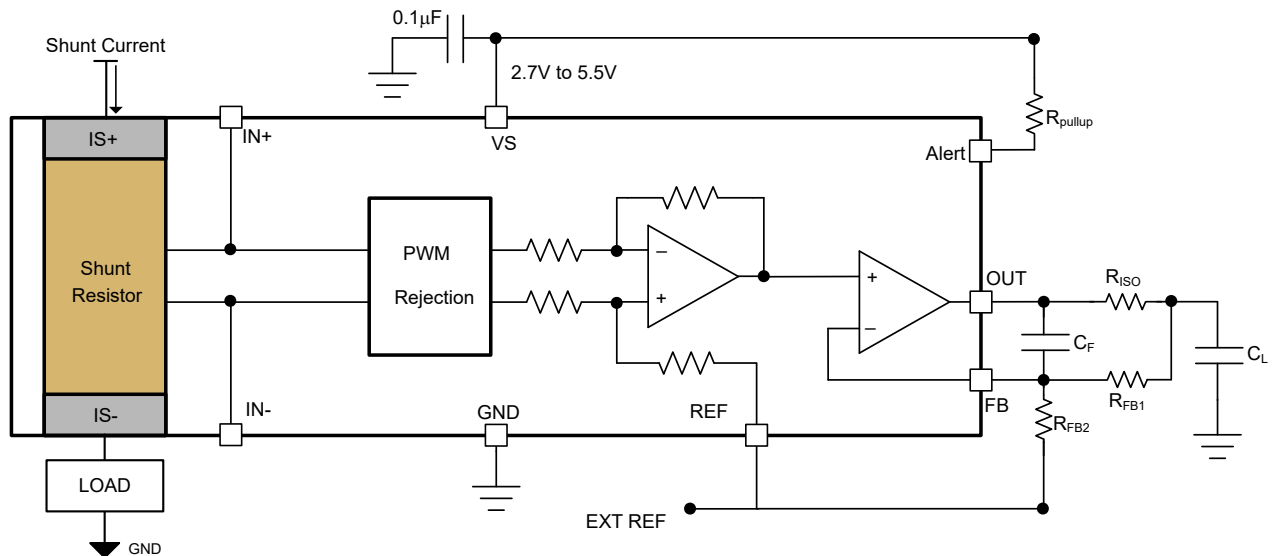 0.1µF
Shunt Current
2.7V to 5.5V
IS+
IN+
VS
Rpullup
Alert
PWM
Rejection
Shunt
Resistor
−
+
+
−
OUT
RISO
CF
CL
FB
RFB1
IS-
IN-
GND
REF
RFB2
LOAD
EXT REF
GND